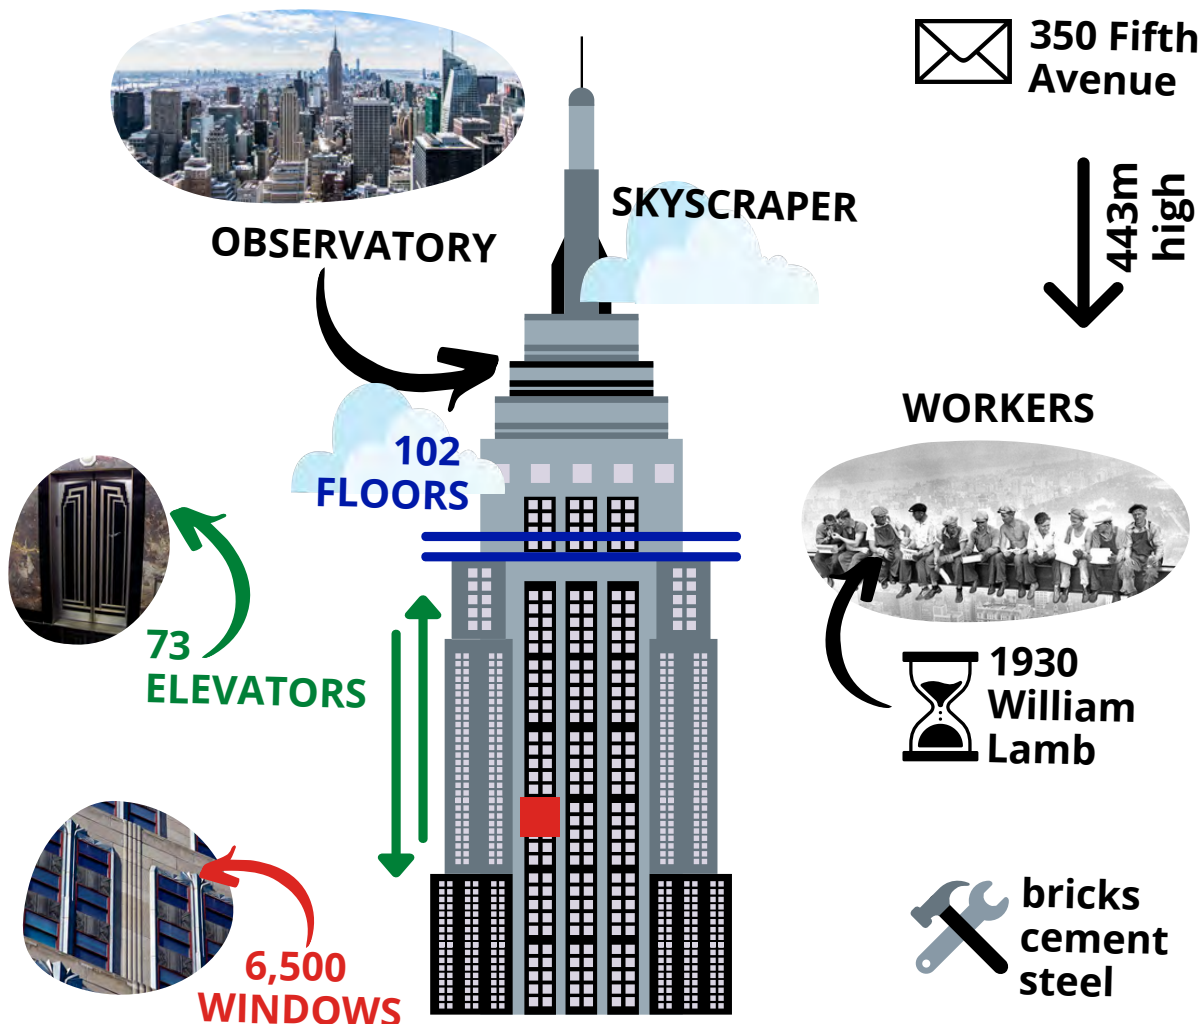 350 Fifth
Avenue
443m
high
SKYSCRAPER
OBSERVATORY
WORKERS
102
FLOORS
73
ELEVATORS
1930
William
Lamb
bricks
cement
steel
6,500
WINDOWS